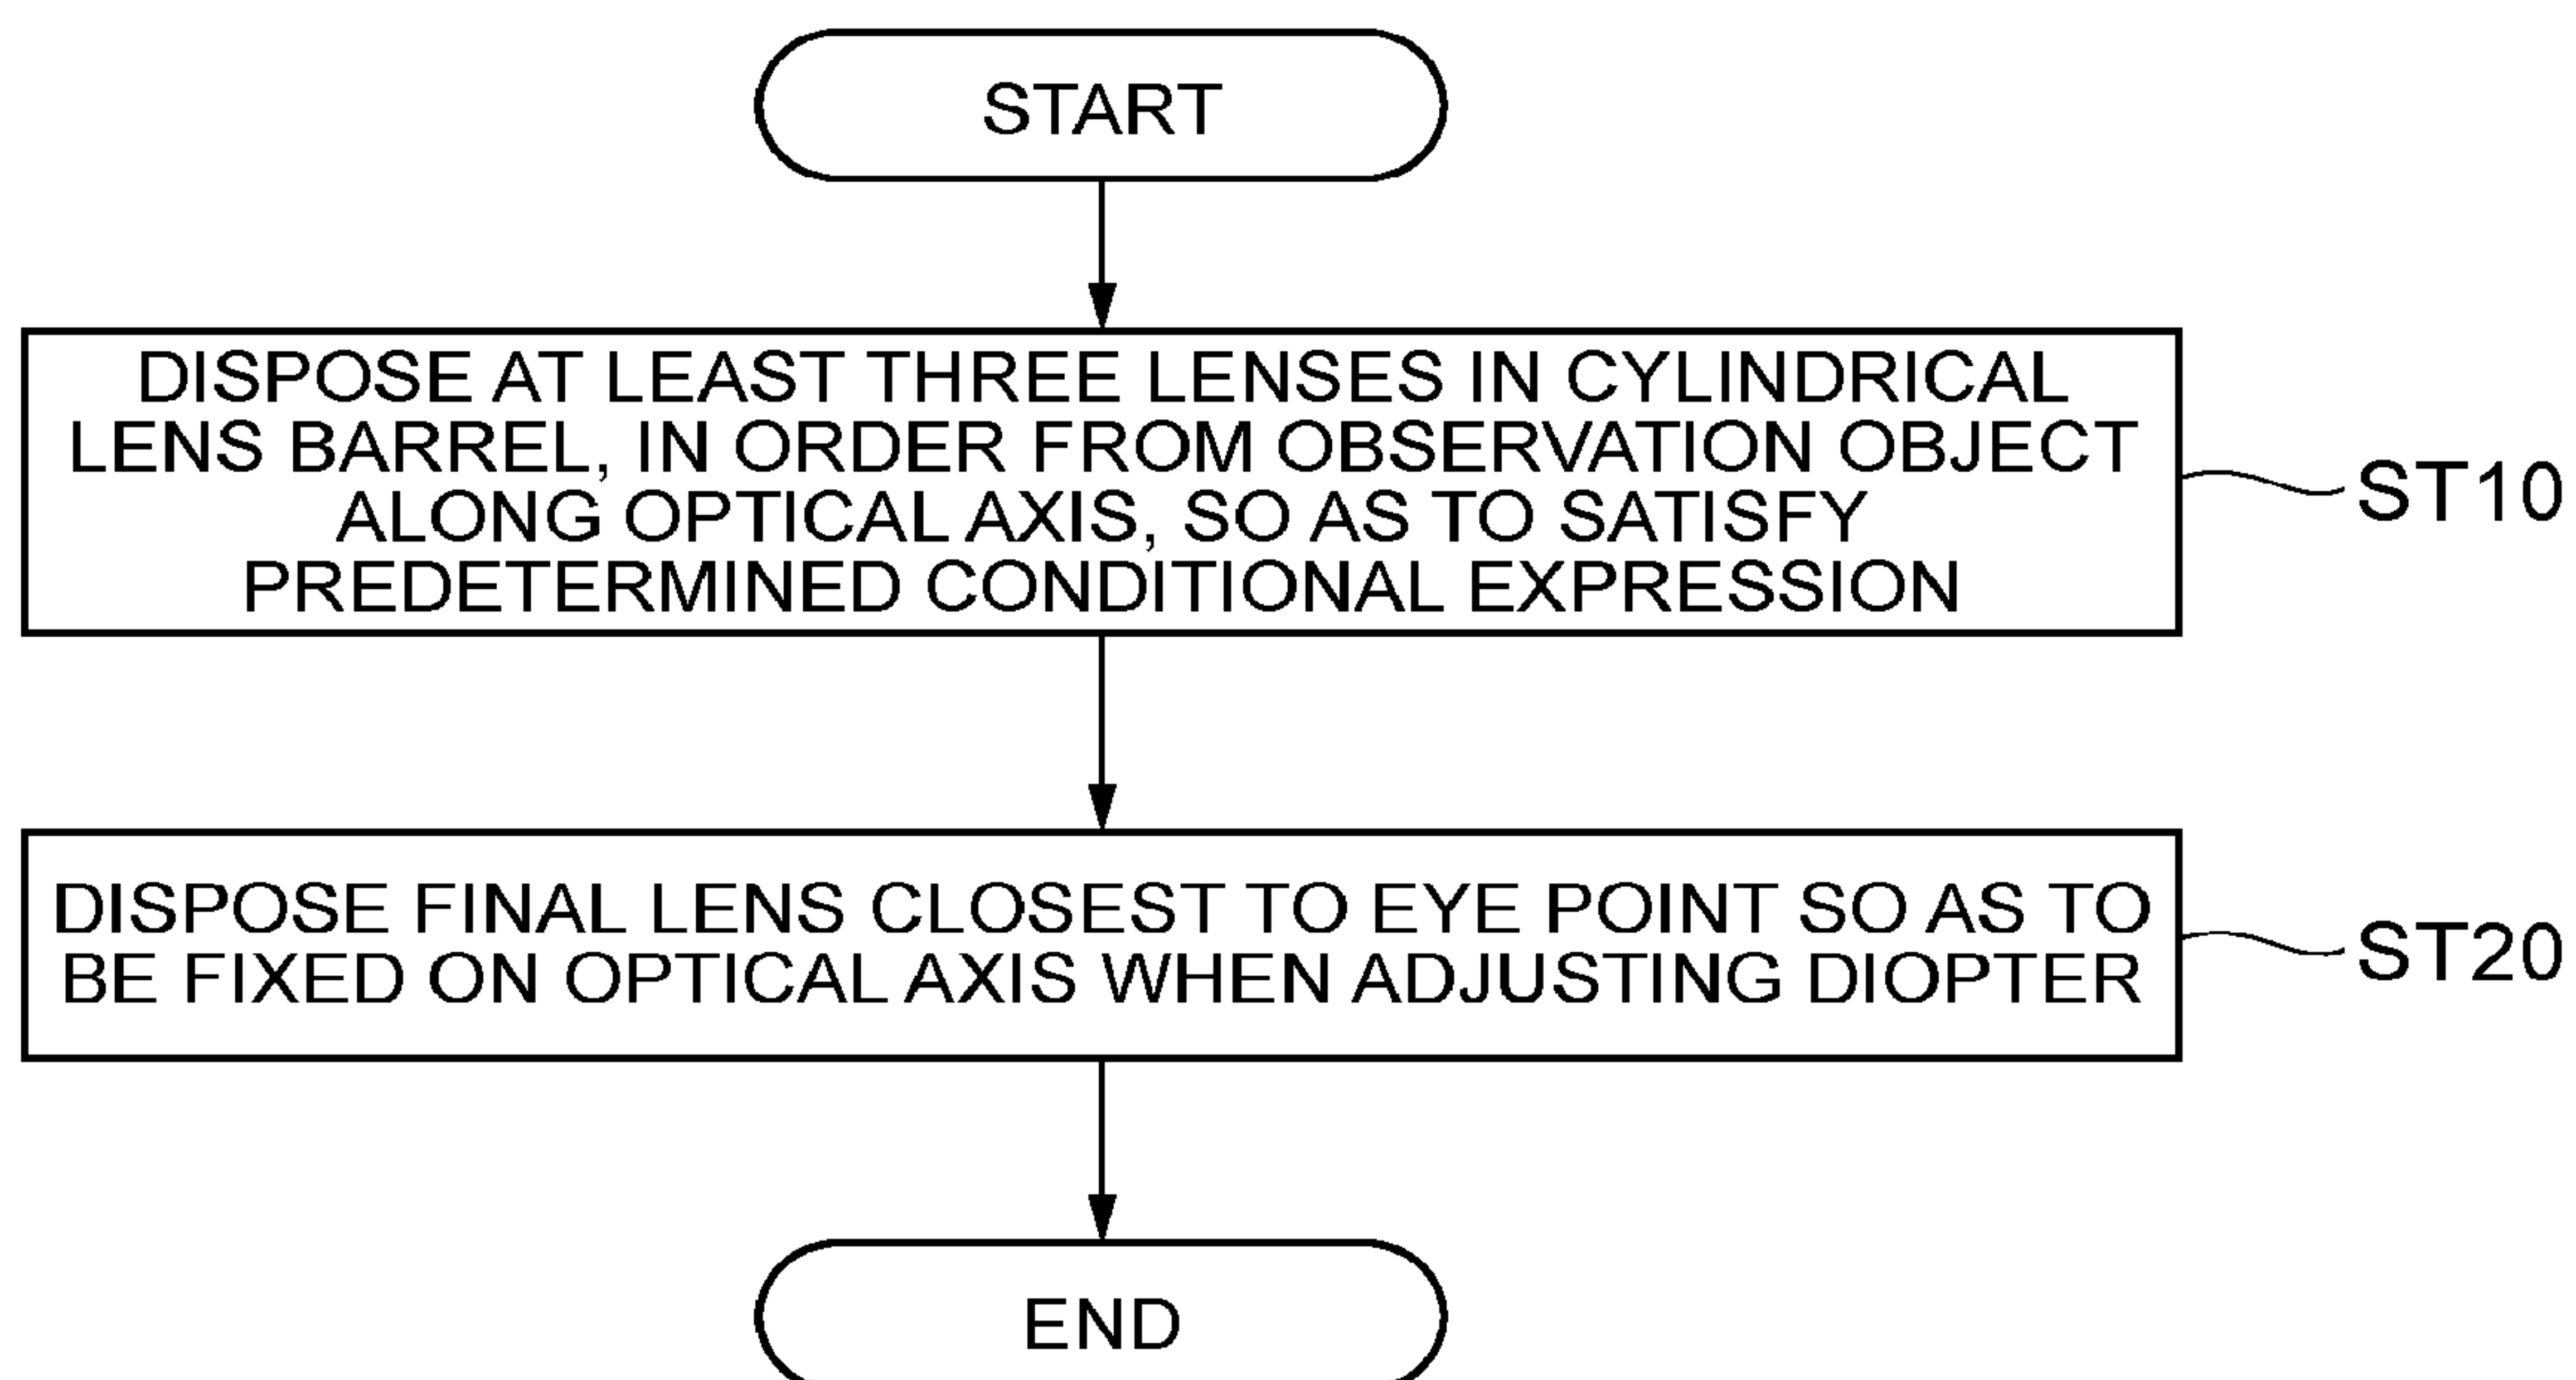 START
DISPOSE AT LEAST THREE LENSES IN CYLINDRICAL
LENS BARREL, IN ORDER FROM OBSERVATION OBJECT
ALONG OPTICAL AXIS, SO AS TO SATISFY
PREDETERMINED CONDITIONAL EXPRESSION
ST10
DISPOSE FINAL LENS CLOSEST TO EYE POINT SO AS TO
BE FIXED ON OPTICAL AXIS WHEN ADJUSTING DIOPTER
ST20
END